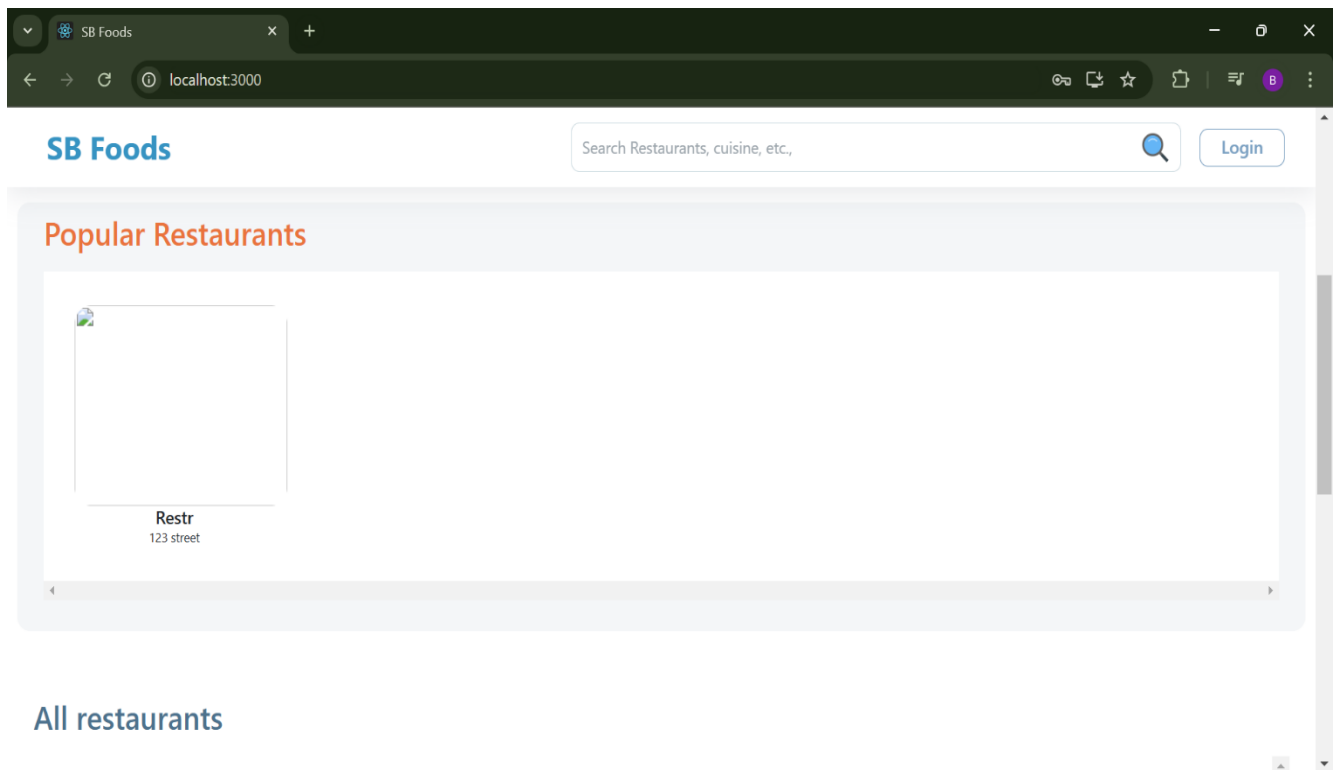 SB Foods
localhost:3000
B
SB Foods
Search Restaurants, cuisine, etc.,
Login
Popular Restaurants
Restr
123 street
All restaurants